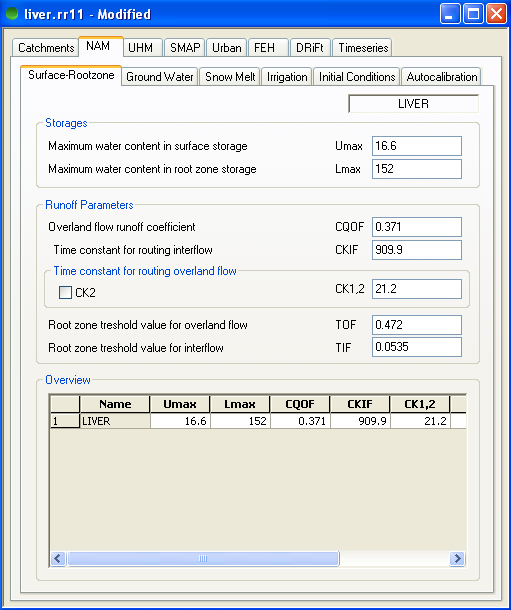 liver.rr11 - Modified
Catchments NAM UHM SMAP Urban FEH DRiFt Timeseries
Surface-Rootzone Ground Water Snow Melt Irrigation Initial Conditions Autocalibration
LIVER
Storages
Maximum water content in surface storage Umax 16.6
Maximum water content in root zone storage Lmax 152
Runoff Parameters
Overland flow runoff coefficient CQOF 0.371
Time constant for routing interflow CKIF 909.9
Time constant for routing overland flow
CK2 CK1,2 21.2
Root zone treshold value for overland flow TOF 0.472
Root zone treshold value for interflow TIF 0.0535
Overview
Name Umax Lmax CQOF CKIF CK1,2
1 LIVER 16.6 152 0.371 909.9 21.2